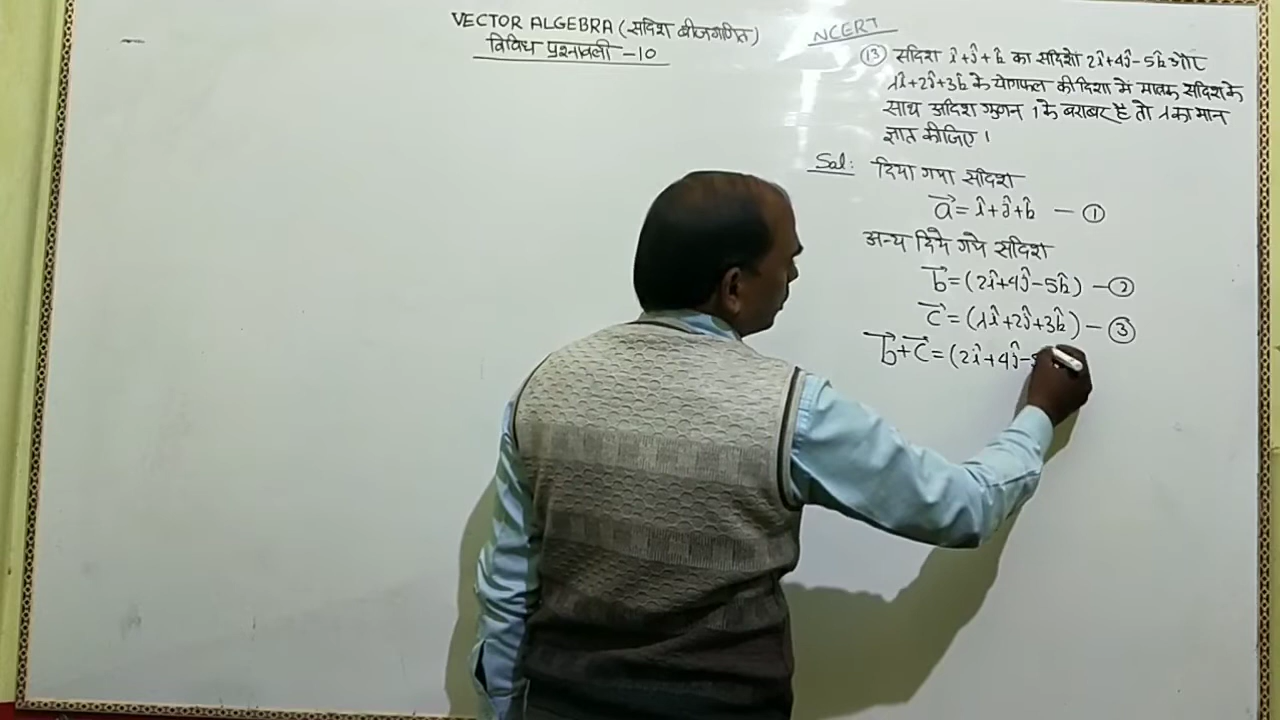 VECTOR ALGEBRA (सदिश बीजगणित)
विविध प्रश्नावली -10
NCERT
(13) सदिश î+ĵ+k̂ का सदिशों 2î+4ĵ-5k̂ और
λî+2ĵ+3k̂ के योगफल की दिशा में मात्रक सदिश के
साथ अदिश गुणन 1 के बराबर है तो λ का मान
ज्ञात कीजिए ।
Sol: दिया गया सदिश
a⃗ = î+ĵ+k̂ — ①
अन्य दिये गये सदिश
b⃗ = (2î+4ĵ-5k̂) — ②
c⃗ = (λî+2ĵ+3k̂) — ③
b⃗+c⃗ = (2î+4ĵ-